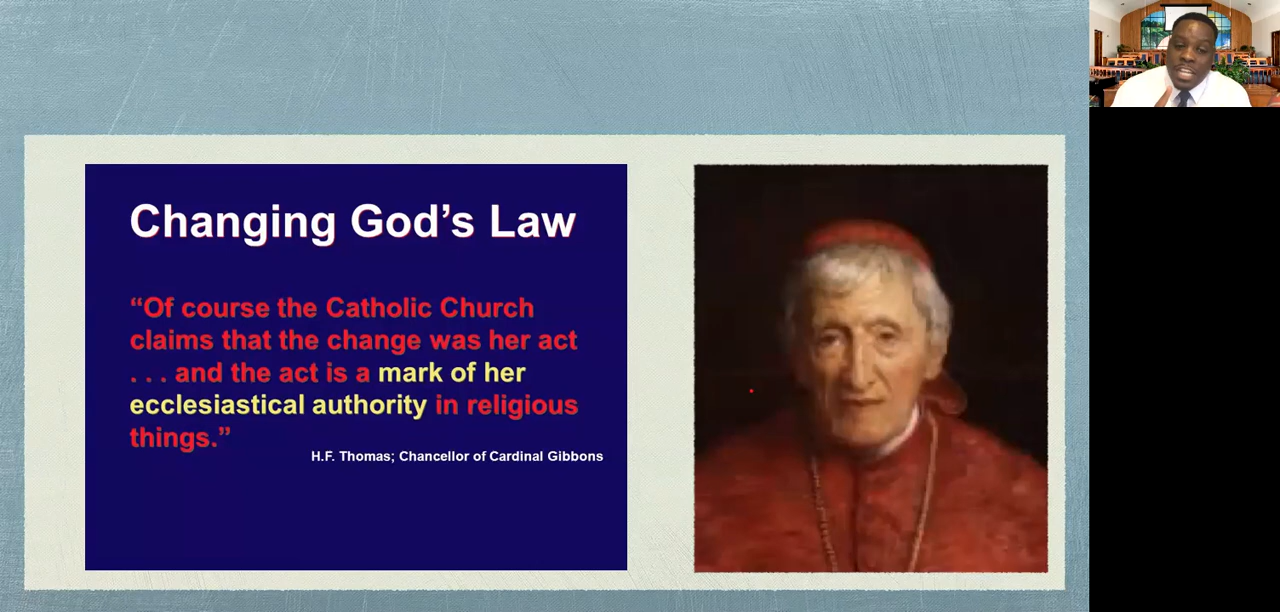 Changing God’s Law
“Of course the Catholic Church
claims that the change was her act
. . . and the act is a mark of her
ecclesiastical authority in religious
things.”
H.F. Thomas; Chancellor of Cardinal Gibbons